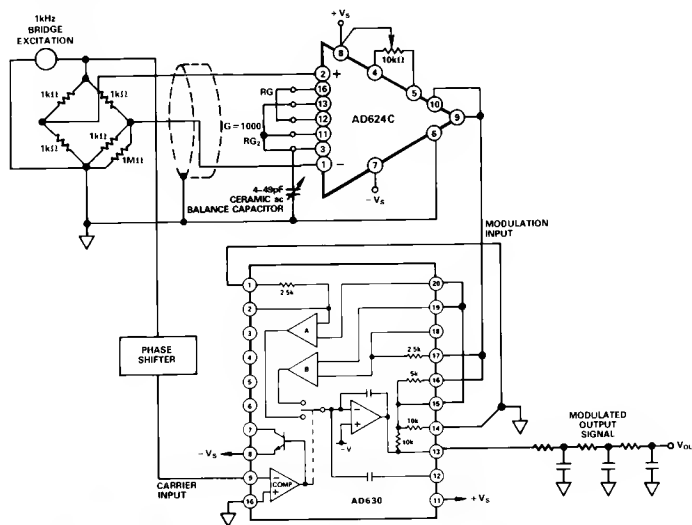 1kHz
BRIDGE
EXCITATION
1kΩ
1kΩ
1kΩ
1kΩ
1MΩ
+VS
8
10kΩ
4
5
2
+
16
RG
13
12
G = 1000
11
RG2
3
1
−
AD624C
10
9
6
7
−VS
4–49pF
CERAMIC ac
BALANCE CAPACITOR
MODULATION
INPUT
PHASE
SHIFTER
CARRIER
INPUT
1
2 5k
2
3
4
5
6
7
−VS
8
9
16
A
B
COMP
−V
20
19
18
2.5k
17
5k
16
15
10k
14
10k
13
12
11
+VS
AD630
MODULATED
OUTPUT
SIGNAL
VOU